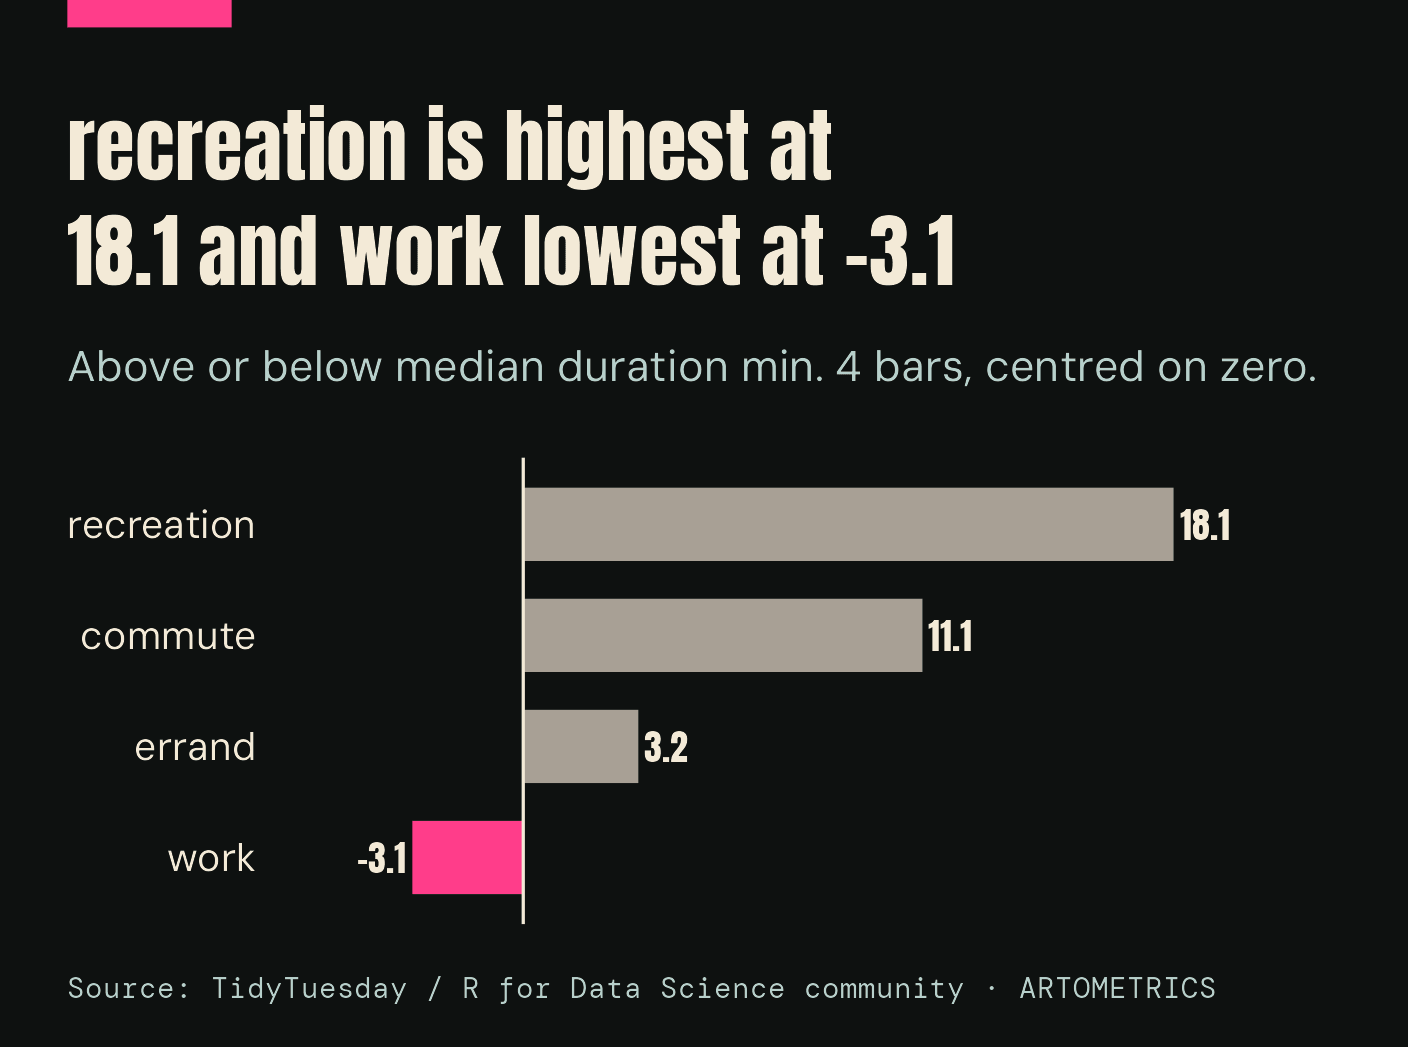 recreation is highest at
18.1 and work lowest at -3.1
Above or below median duration min. 4 bars, centred on zero.
recreation 18.1
commute 11.1
errand 3.2
work -3.1
Source: TidyTuesday / R for Data Science community · ARTOMETRICS